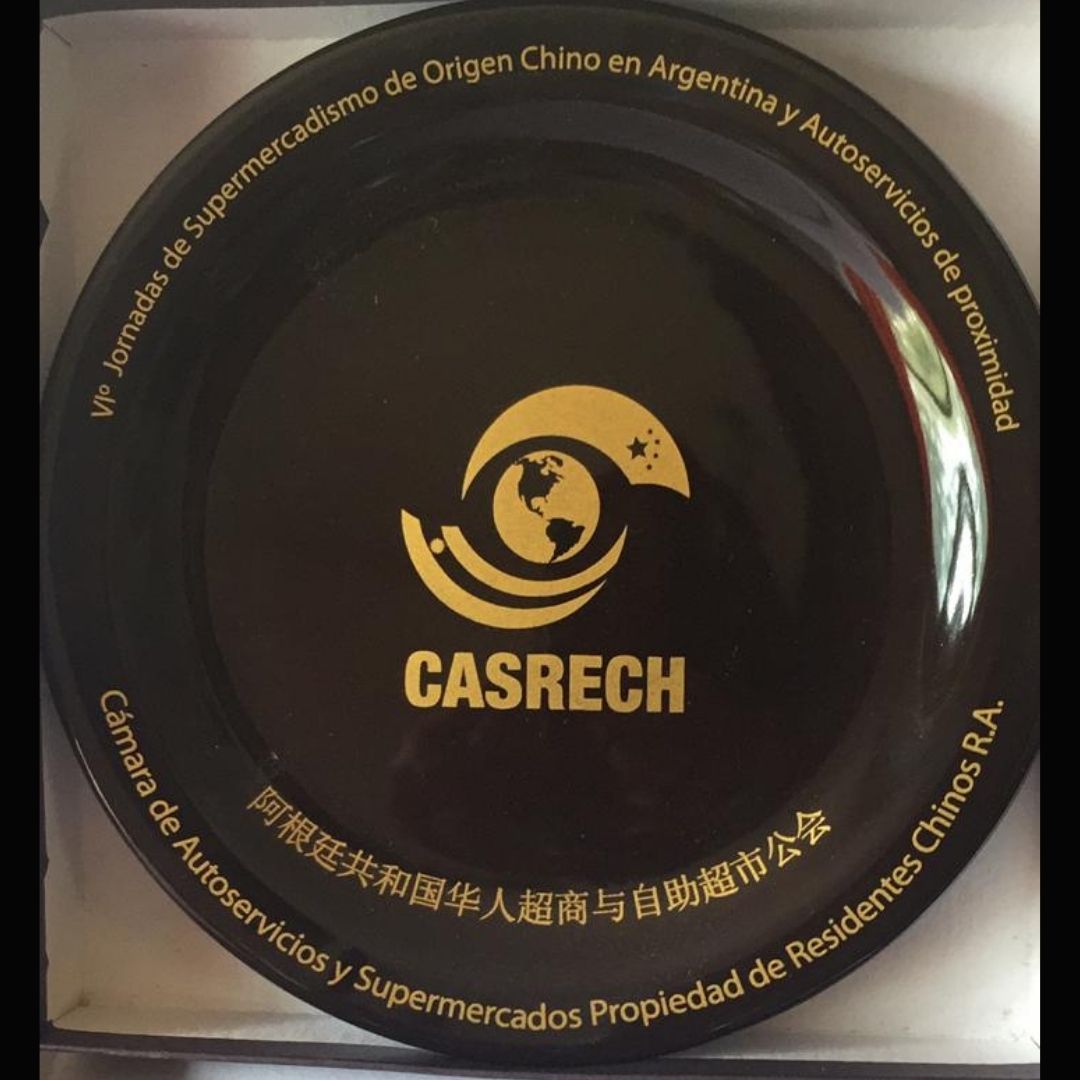 VIº Jornadas de Supermercadismo de Origen Chino en Argentina y Autoservicios de proximidad
CASRECH
阿根廷共和国华人超商与自助超市公会
Cámara de Autoservicios y Supermercados Propiedad de Residentes Chinos R.A.